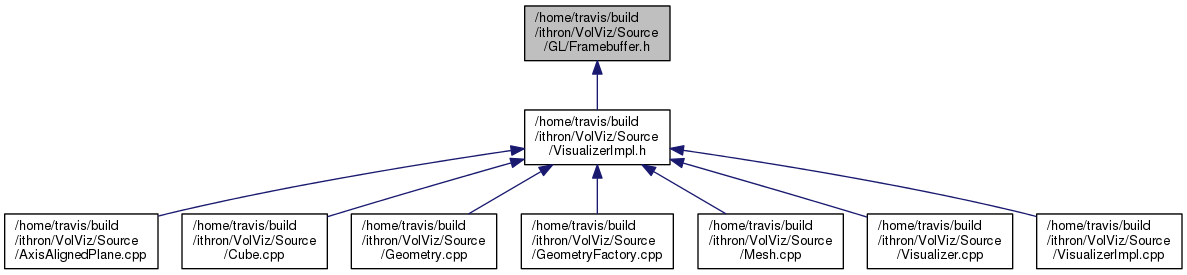 /home/travis/build
/ithron/VolViz/Source
/GL/Framebuffer.h
/home/travis/build
/ithron/VolViz/Source
/VisualizerImpl.h
/home/travis/build
/ithron/VolViz/Source
/AxisAlignedPlane.cpp
/home/travis/build
/ithron/VolViz/Source
/Cube.cpp
/home/travis/build
/ithron/VolViz/Source
/Geometry.cpp
/home/travis/build
/ithron/VolViz/Source
/GeometryFactory.cpp
/home/travis/build
/ithron/VolViz/Source
/Mesh.cpp
/home/travis/build
/ithron/VolViz/Source
/Visualizer.cpp
/home/travis/build
/ithron/VolViz/Source
/VisualizerImpl.cpp